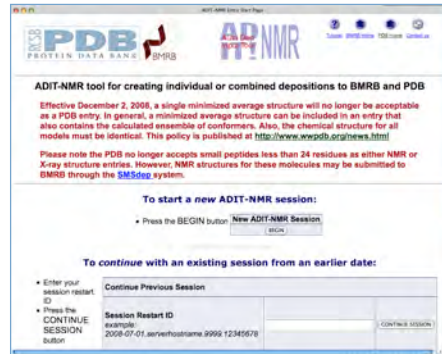 ADIT-NMR Entry Start Page
RCSB PDB
PROTEIN DATA BANK
BMRB
NMR
Tutorials BMRB Home PDB Home Contact us
ADIT-NMR tool for creating individual or combined depositions to BMRB and PDB
Effective December 2, 2008, a single minimized average structure will no longer be acceptable
as a PDB entry. In general, a minimized average structure can be included in an entry that
also contains the calculated ensemble of conformers. Also, the chemical structure for all
models must be identical. This policy is published at http://www.wwpdb.org/news.html
Please note the PDB no longer accepts small peptides less than 24 residues as either NMR or
X-ray structure entries. However, NMR structures for these molecules may be submitted to
BMRB through the SMSdep system.
To start a new ADIT-NMR session:
• Press the BEGIN button New ADIT-NMR Session
BEGIN
To continue with an existing session from an earlier date:
• Enter your
session restart
ID
• Press the
CONTINUE
SESSION
button
Continue Previous Session
Session Restart ID
example:
2008-07-01.serverhostname.9999.12345678
CONTINUE SESSION